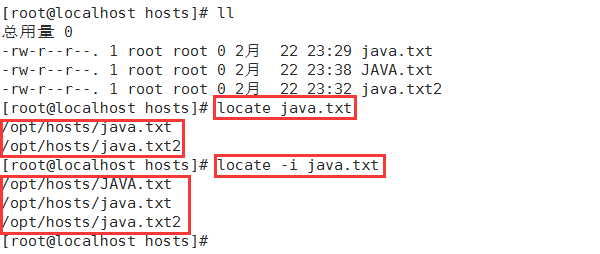 [root@localhost hosts]# ll
总用量 0
-rw-r--r--. 1 root root 0 2月  22 23:29 java.txt
-rw-r--r--. 1 root root 0 2月  22 23:38 JAVA.txt
-rw-r--r--. 1 root root 0 2月  22 23:32 java.txt2
[root@localhost hosts]# locate java.txt
/opt/hosts/java.txt
/opt/hosts/java.txt2
[root@localhost hosts]# locate -i java.txt
/opt/hosts/JAVA.txt
/opt/hosts/java.txt
/opt/hosts/java.txt2
[root@localhost hosts]#